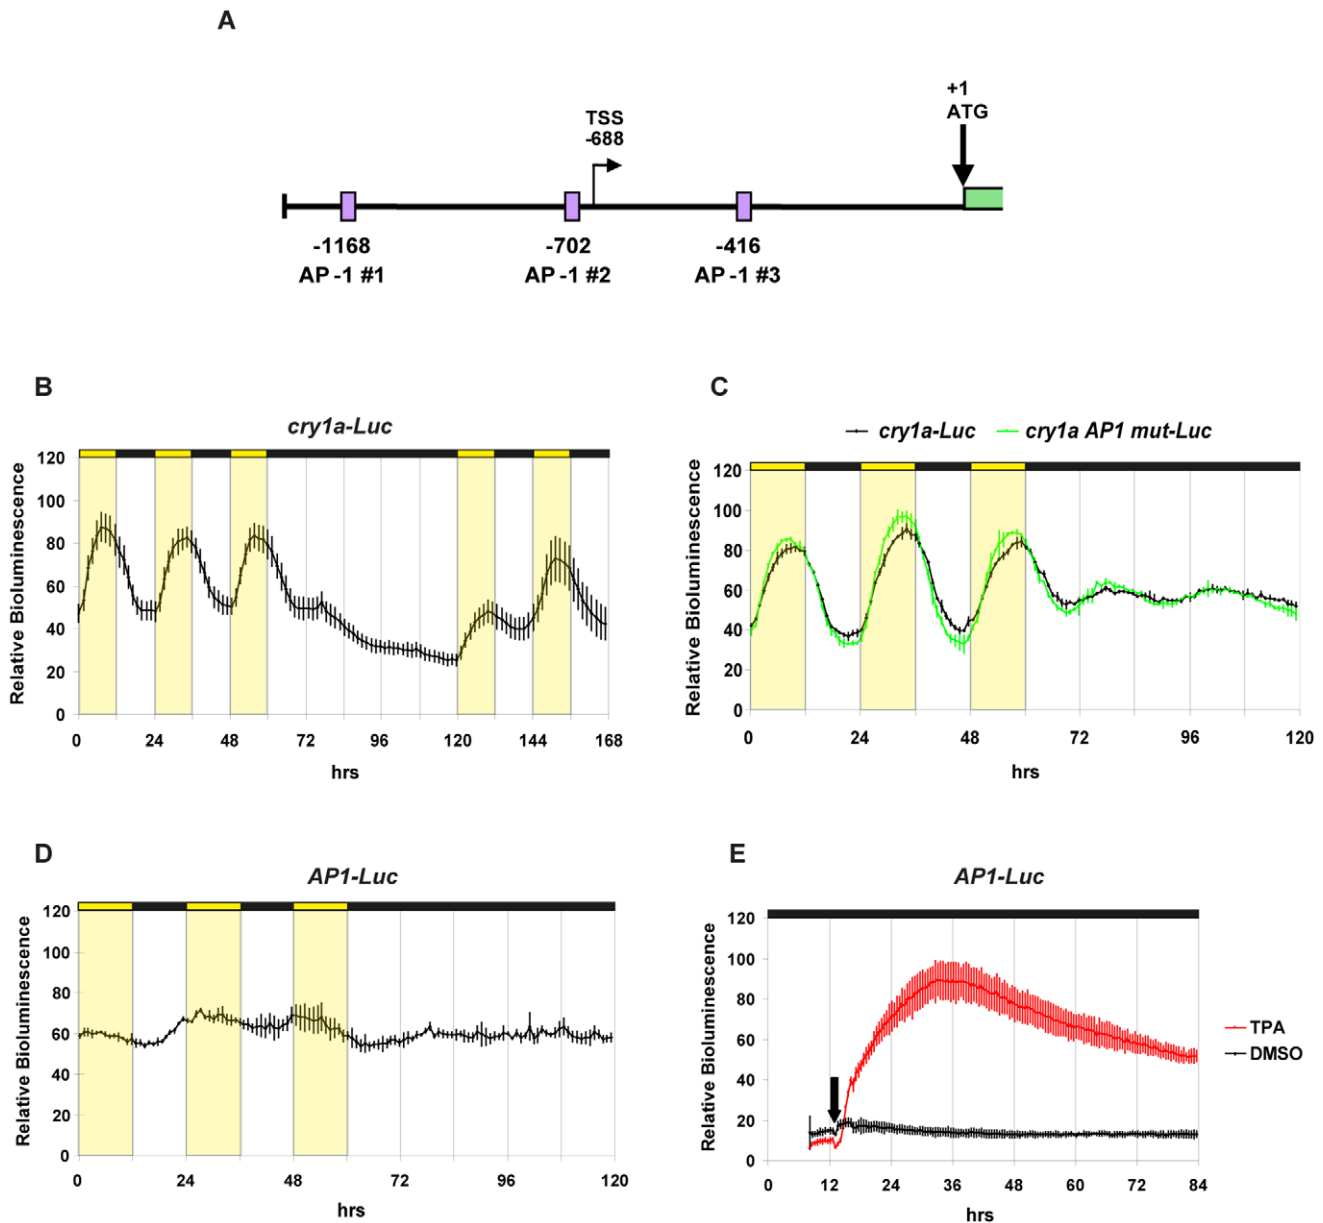 A
TSS
-688
+1
ATG
-1168
AP -1 #1
-702
AP -1 #2
-416
AP -1 #3
B
cry1a-Luc
Relative Bioluminescence
120
100
80
60
40
20
0
0 24 48 72 96 120 144 168
hrs
C
cry1a-Luc cry1a AP1 mut-Luc
Relative Bioluminescence
120
100
80
60
40
20
0
0 24 48 72 96 120
hrs
D
AP1-Luc
Relative Bioluminescence
120
100
80
60
40
20
0
0 24 48 72 96 120
hrs
E
AP1-Luc
Relative Bioluminescence
120
100
80
60
40
20
0
0 12 24 36 48 60 72 84
hrs
TPA
DMSO